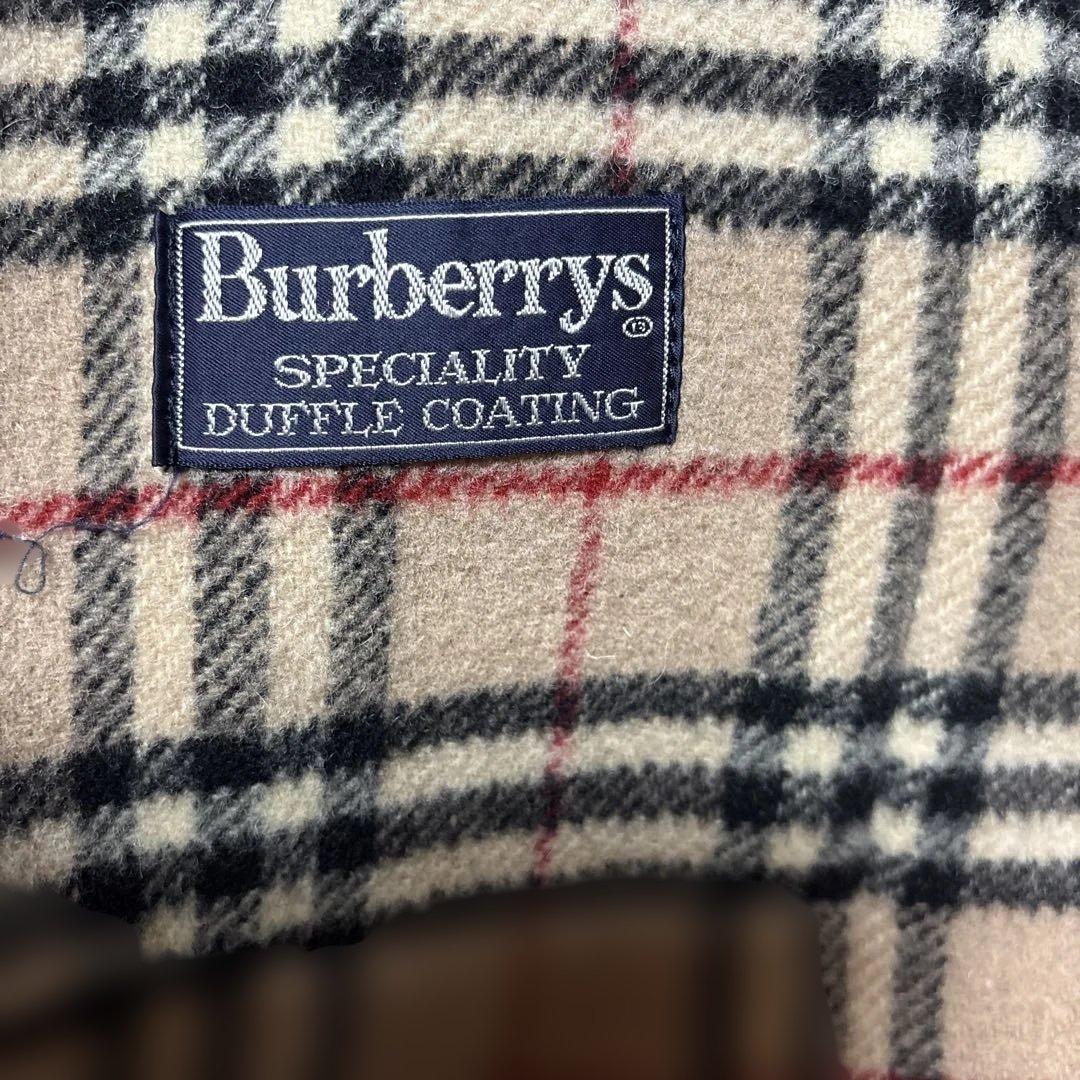 Burberrys
SPECIALITY
DUFFLE COATING